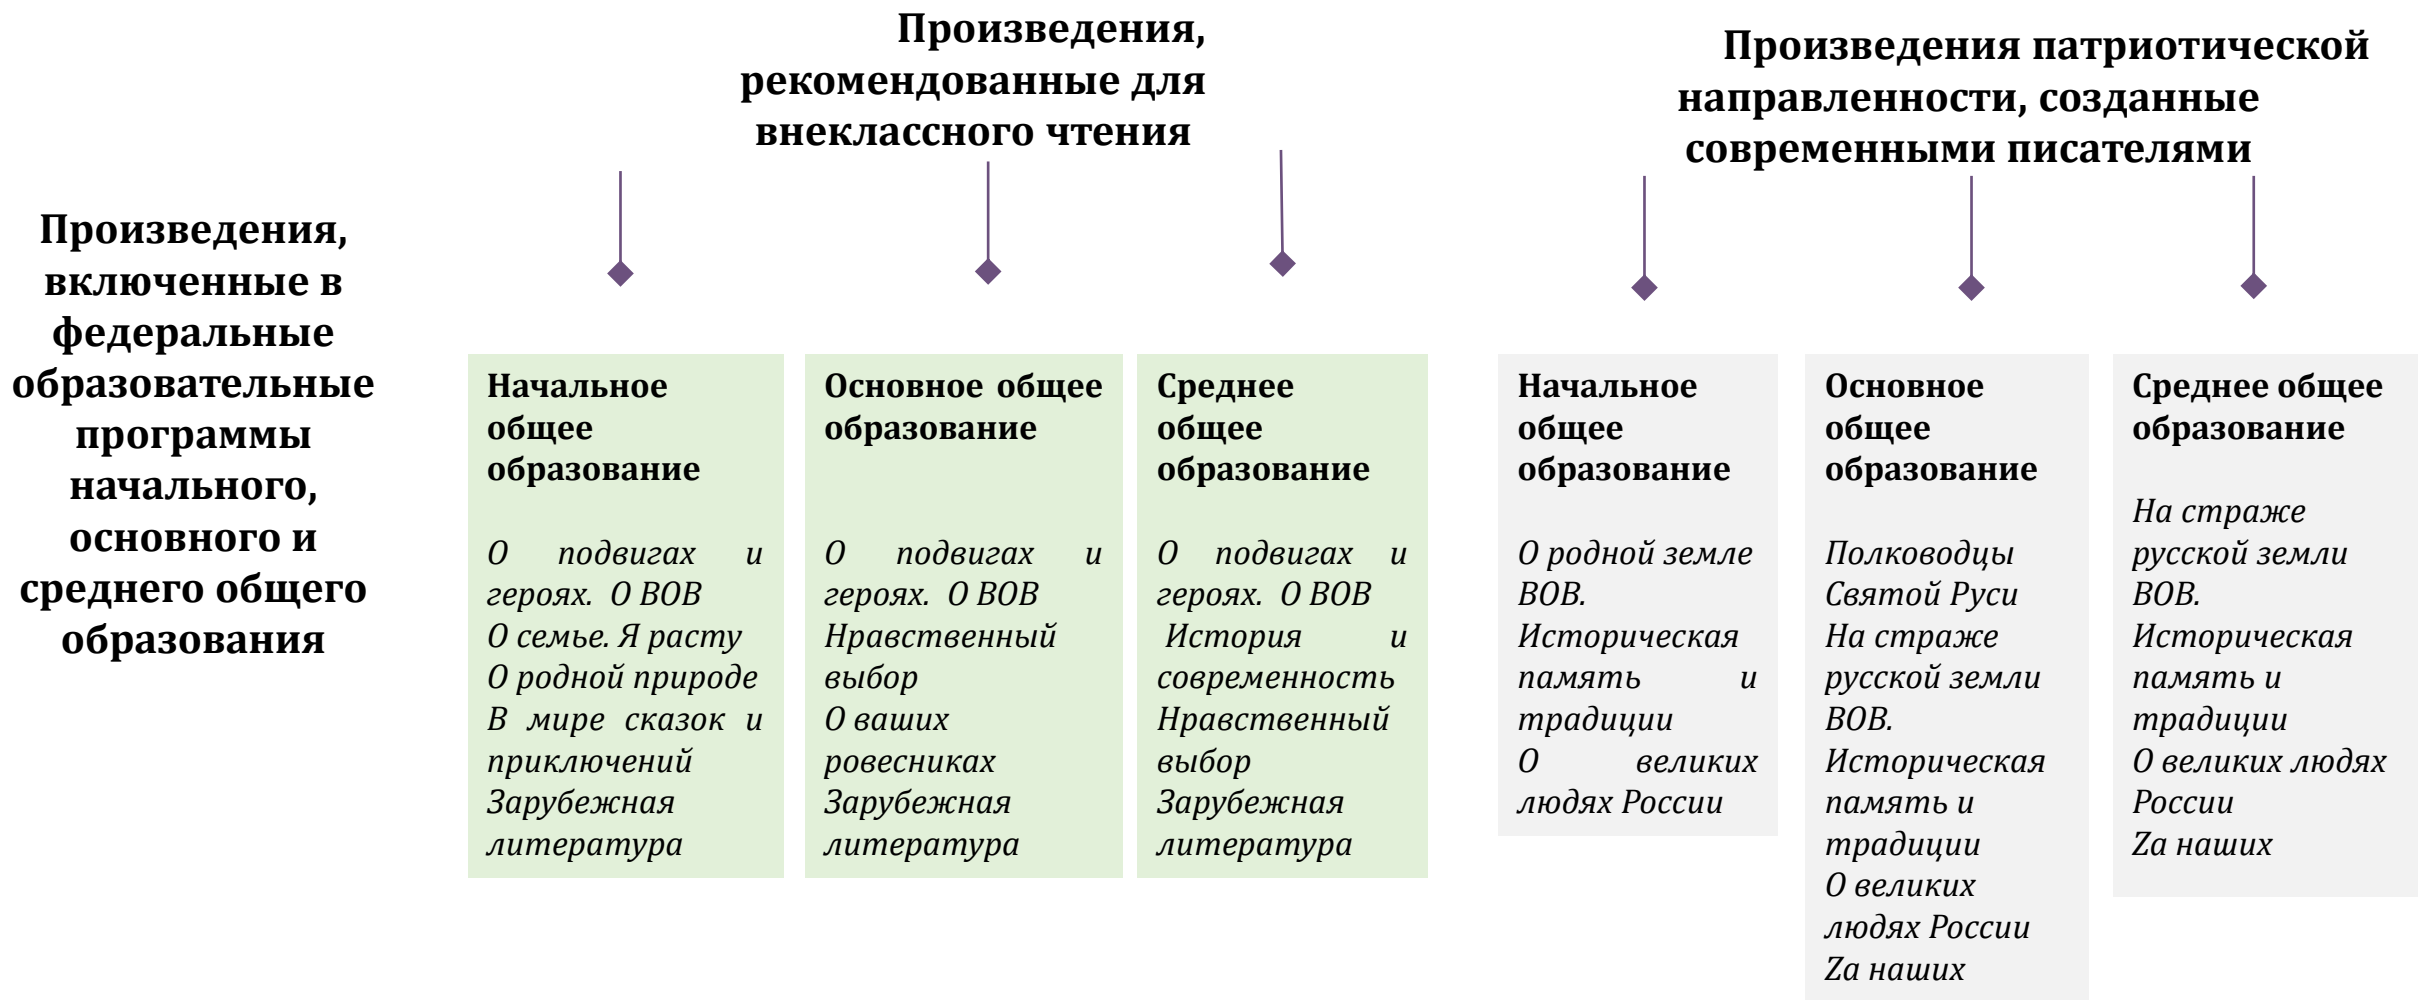 Произведения,
включенные в
федеральные
образовательные
программы
начального,
основного и
среднего общего
образования
Произведения,
рекомендованные для
внеклассного чтения
Начальное
общее
образование
О подвигах и
героях. О ВОВ
О семье. Я расту
О родной природе
В мире сказок и
приключений
Зарубежная
литература
Основное общее
образование
О подвигах и
героях. О ВОВ
Нравственный
выбор
О ваших
ровесниках
Зарубежная
литература
Среднее
общее
образование
О подвигах и
героях. О ВОВ
История и
современность
Нравственный
выбор
Зарубежная
литература
Произведения патриотической
направленности, созданные
современными писателями
Начальное
общее
образование
О родной земле
ВОВ.
Историческая
память и
традиции
О великих
людях России
Основное
общее
образование
Полководцы
Святой Руси
На страже
русской земли
ВОВ.
Историческая
память и
традиции
О великих
людях России
Zа наших
Среднее общее
образование
На страже
русской земли
ВОВ.
Историческая
память и
традиции
О великих людях
России
Zа наших